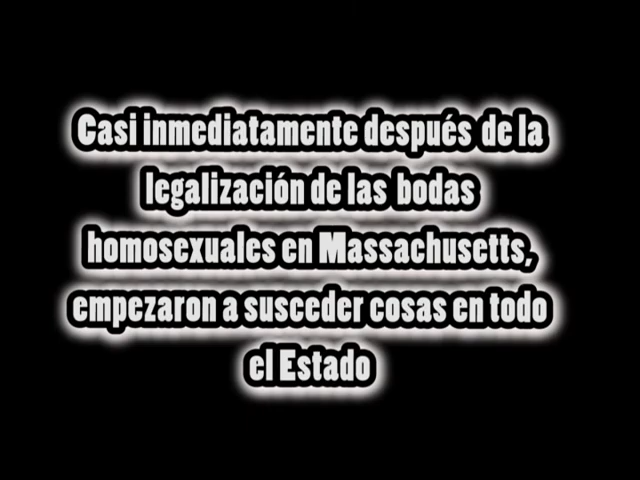 Casi inmediatamente después de la
legalización de las bodas
homosexuales en Massachusetts,
empezaron a susceder cosas en todo
el Estado